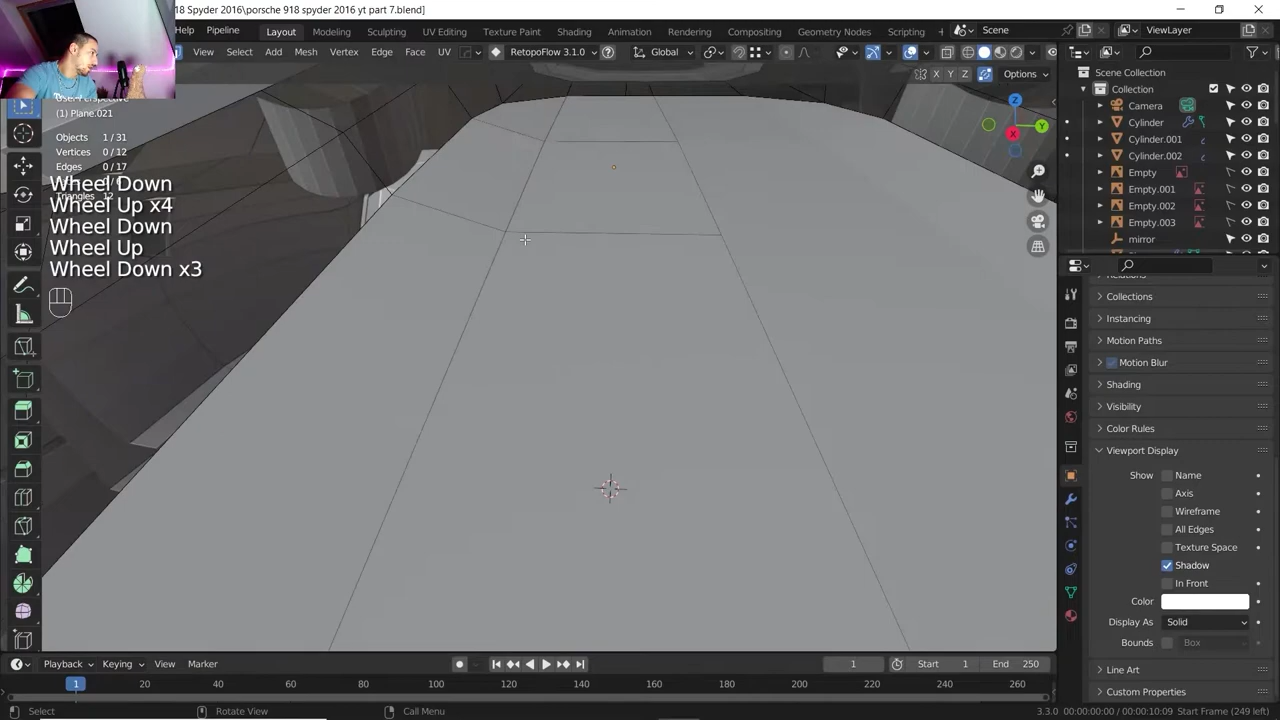 18 Spyder 2016\porsche 918 spyder 2016 yt part 7.blend]
Pipeline
Layout Modeling Sculpting UV Editing Texture Paint Shading Animation Rendering Compositing Geometry Nodes Scripting
Scene
ViewLayer
View Select Add Mesh Vertex Edge Face UV
RetopoFlow 3.1.0
Global
X Y Z
Options
(1) Plane.021
Objects 1/31
Vertices 0/12
Edges 0/17
Triangles 12
Wheel Down
Wheel Up x4
Wheel Down
Wheel Up
Wheel Down x3
Z
Y
X
Scene Collection
Collection
Camera
Cylinder
Cylinder.001
Cylinder.002
Empty
Empty.001
Empty.002
Empty.003
mirror
Collections
Instancing
Motion Paths
Motion Blur
Shading
Visibility
Color Rules
Viewport Display
Show Name
Axis
Wireframe
All Edges
Texture Space
Shadow
In Front
Color
Display As Solid
Bounds Box
Line Art
Custom Properties
Playback Keying View Marker
1
Start 1
End 250
1 20 40 60 80 100 120 140 160 180 200 220 240 260
Select
Rotate View
Call Menu
3.3.0 00:00:00:00 / 00:00:10:09 Start Frame (249 left)